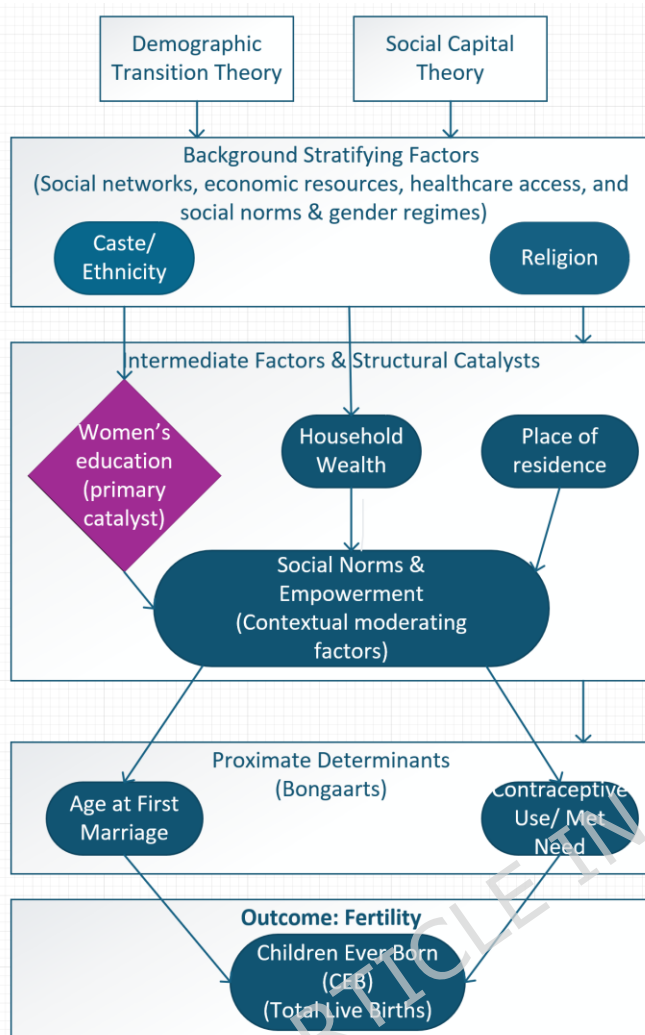 Demographic
Transition Theory
Social Capital
Theory
Background Stratifying Factors
(Social networks, economic resources, healthcare access, and
social norms & gender regimes)
Caste/
Ethnicity
Religion
Intermediate Factors & Structural Catalysts
Women's
education
(primary
catalyst)
Household
Wealth
Place of
residence
Social Norms &
Empowerment
(Contextual moderating
factors)
Proximate Determinants
(Bongaarts)
Age at First
Marriage
Contraceptive
Use/ Met
Need
Outcome: Fertility
Children Ever Born
(CEB)
(Total Live Births)
ARTICLE IN